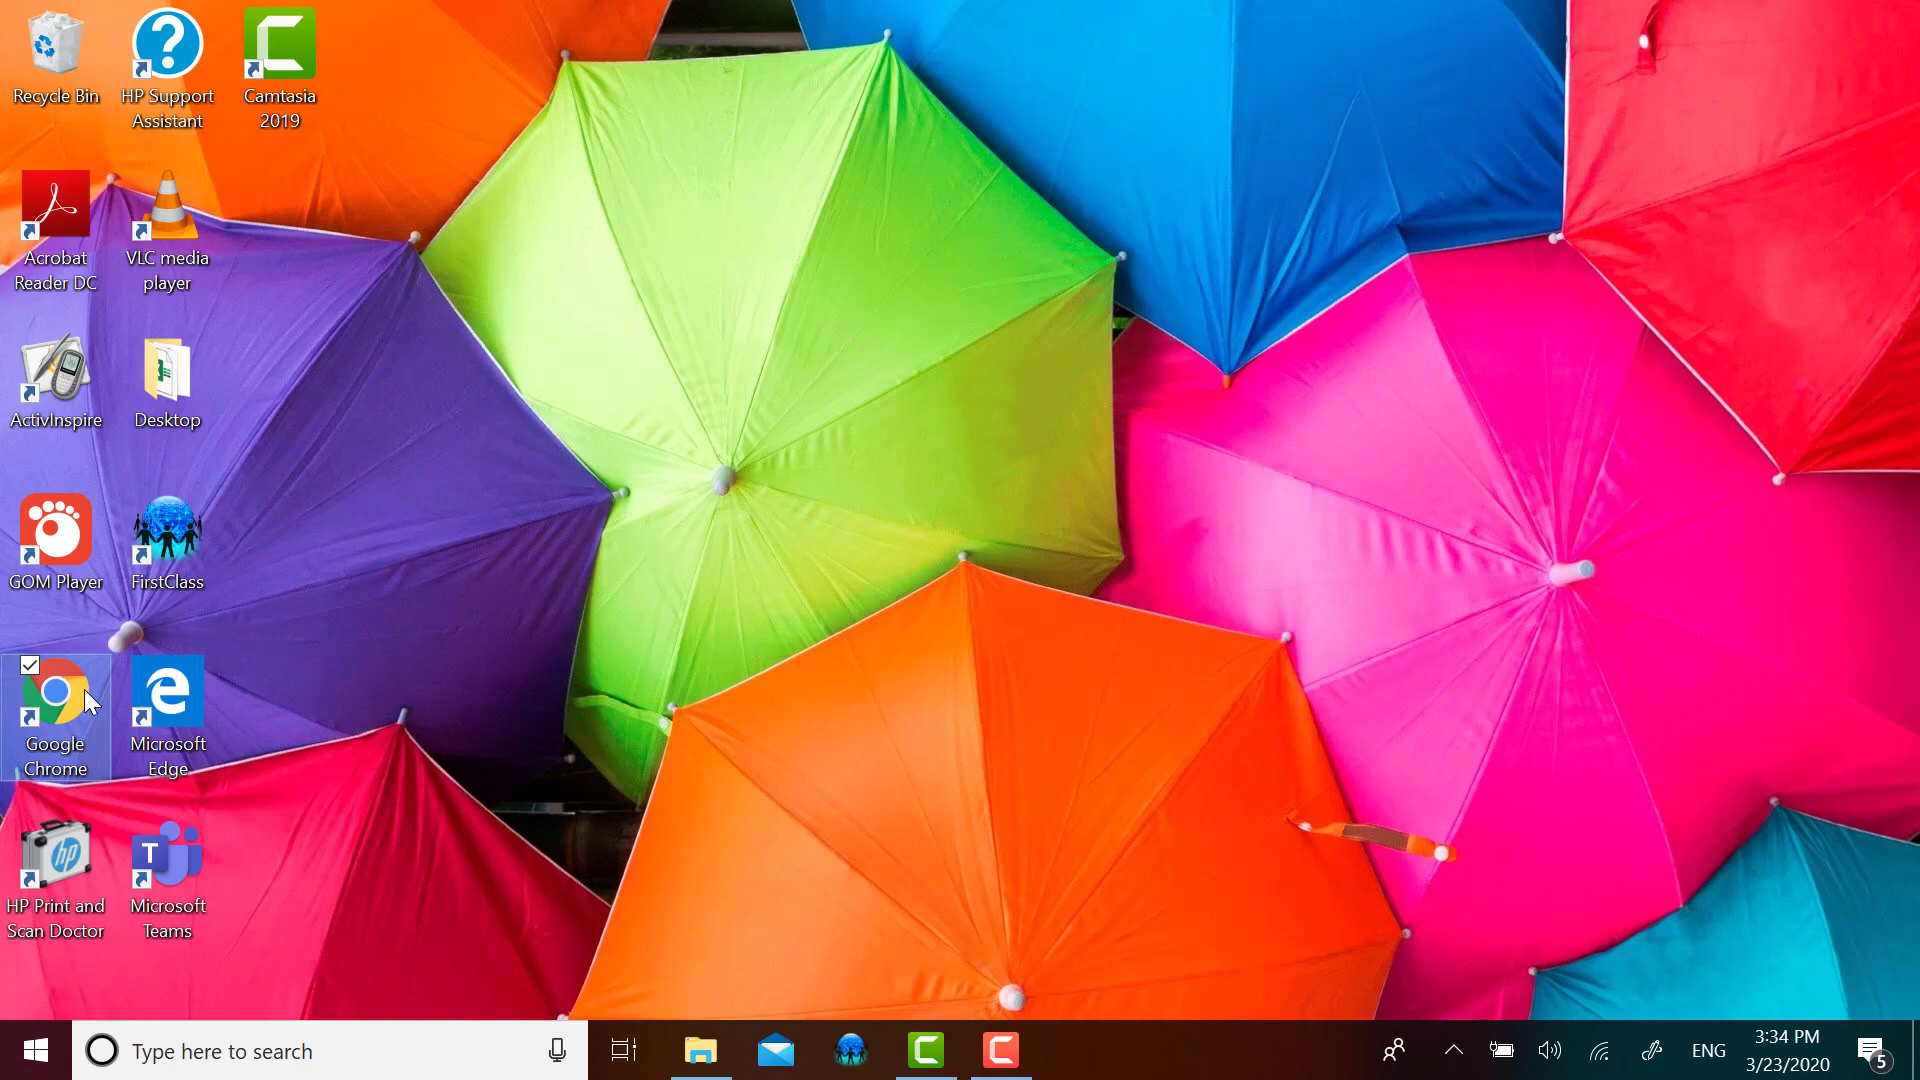 Recycle Bin
HP Support
Assistant
Camtasia
2019
Acrobat
Reader DC
VLC media
player
ActivInspire
Desktop
GOM Player
FirstClass
Google
Chrome
Microsoft
Edge
hp
HP Print and
Scan Doctor
T
Microsoft
Teams
Type here to search
ENG
3:34 PM
3/23/2020
5